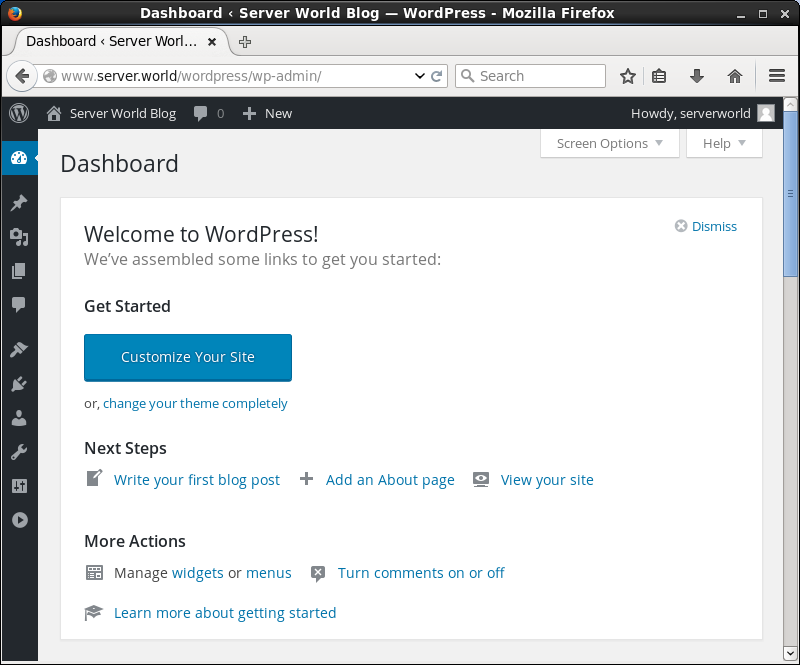 Dashboard ‹ Server World Blog — WordPress - Mozilla Firefox
Dashboard ‹ Server Worl...
www.server.world/wordpress/wp-admin/
Search
Server World Blog 0 New Howdy, serverworld
Screen Options Help
Dashboard
Welcome to WordPress!
Dismiss
We've assembled some links to get you started:
Get Started
Customize Your Site
or, change your theme completely
Next Steps
Write your first blog post Add an About page View your site
More Actions
Manage widgets or menus Turn comments on or off
Learn more about getting started